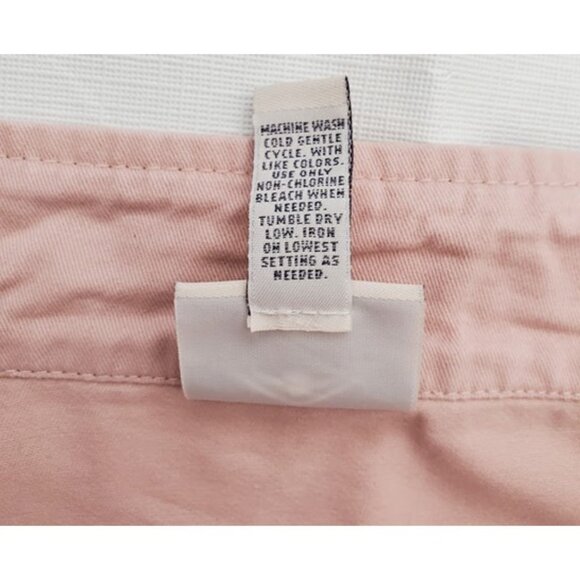 MACHINE WASH
COLD GENTLE
CYCLE. WITH
LIKE COLORS.
USE ONLY
NON-CHLORINE
BLEACH WHEN
NEEDED.
TUMBLE DRY
LOW. IRON
ON LOWEST
SETTING AS
NEEDED.